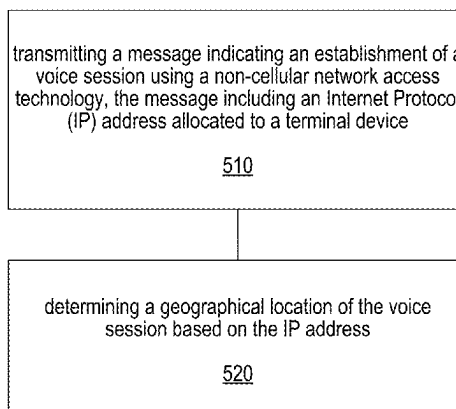 transmitting a message indicating an establishment of a
voice session using a non-cellular network access
technology, the message including an Internet Protoco
(IP) address allocated to a terminal device
510
determining a geographical location of the voice
session based on the IP address
520